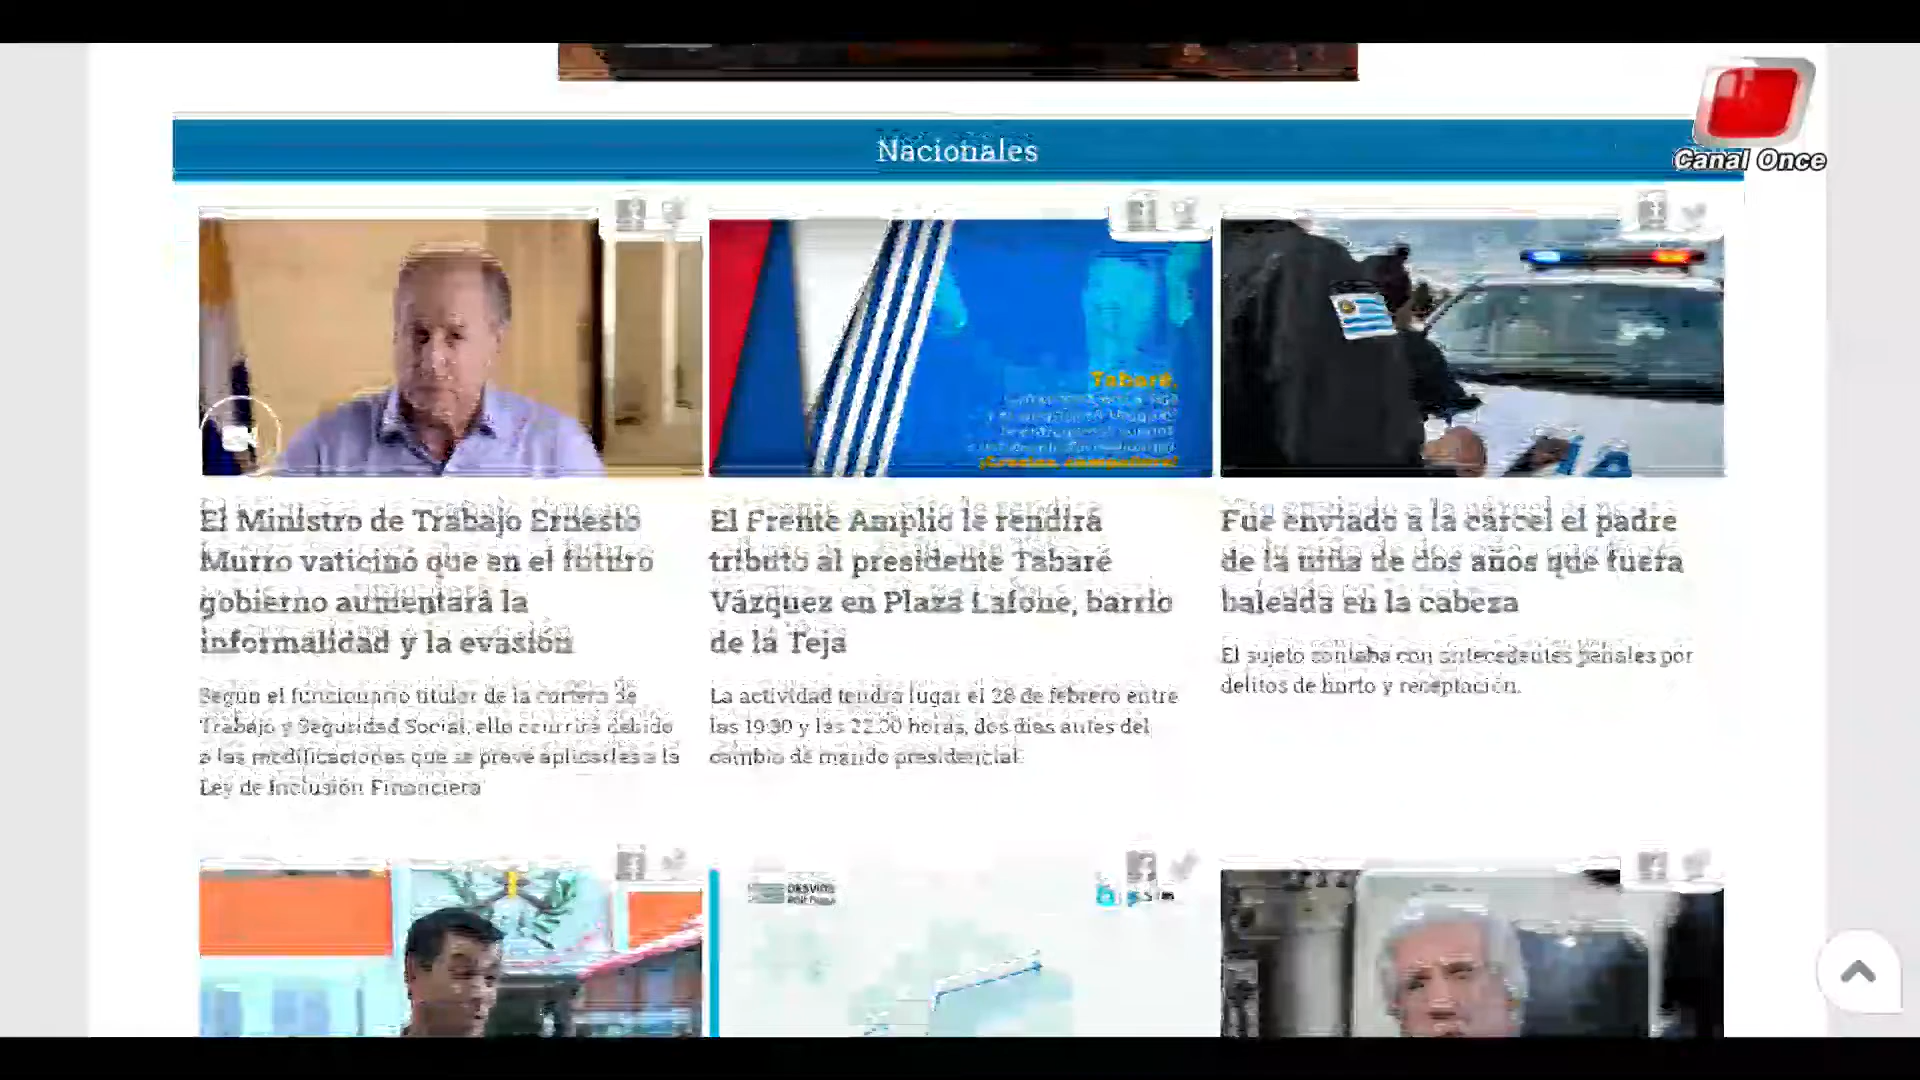 Nacionales
Canal Once
Tabaré,
¡Gracias, compañero!
El Ministro de Trabajo Ernesto
Murro vaticinó que en el futuro
gobierno aumentará la
informalidad y la evasión
Según el funcionario titular de la cartera de
Trabajo y Seguridad Social, ello ocurrirá debido
a las modificaciones que se prevé aplicarles a la
Ley de Inclusión Financiera
El Frente Amplio le rendirá
tributo al presidente Tabaré
Vázquez en Plaza Lafone, barrio
de la Teja
La actividad tendrá lugar el 28 de febrero entre
las 19:30 y las 22:00 horas, dos días antes del
cambio de mando presidencial.
Fue enviado a la cárcel el padre
de la niña de dos años que fuera
baleada en la cabeza
El sujeto contaba con antecedentes penales por
delitos de hurto y receptación.
DESVIOS